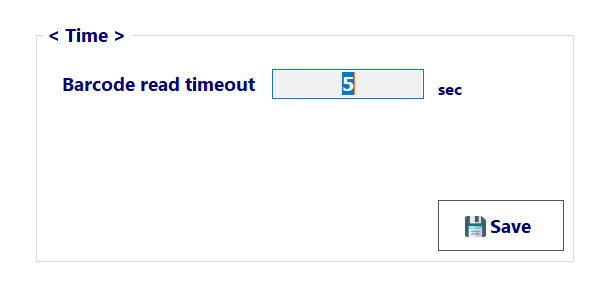 < Time >
Barcode read timeout 5 sec
Save